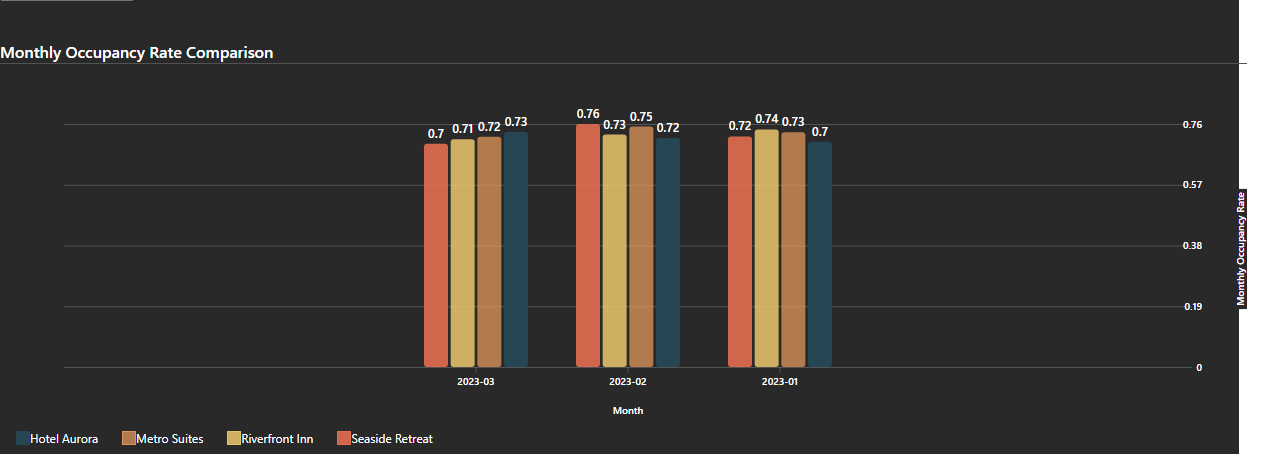 Monthly Occupancy Rate Comparison
0.7 0.71 0.72 0.73 0.76 0.73 0.75 0.72 0.72 0.74 0.73 0.7
0.76
0.57
0.38
0.19
0
Monthly Occupancy Rate
2023-03 2023-02 2023-01
Month
Hotel Aurora Metro Suites Riverfront Inn Seaside Retreat